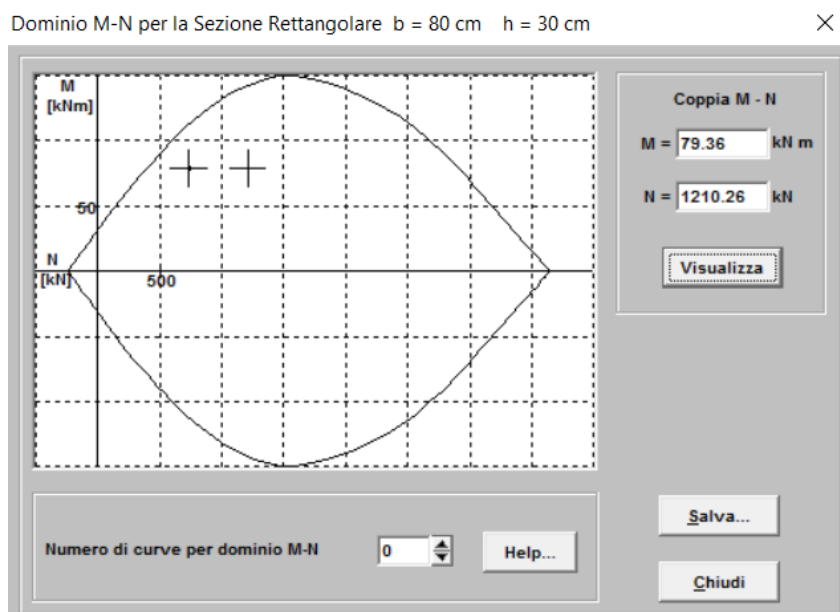 Dominio M-N per la Sezione Rettangolare b = 80 cm h = 30 cm
M
[kNm]
50
N
[kN]
500
Coppia M - N
M = 79.36 kN m
N = 1210.26 kN
Visualizza
Numero di curve per dominio M-N 0 Help...
Salva...
Chiudi